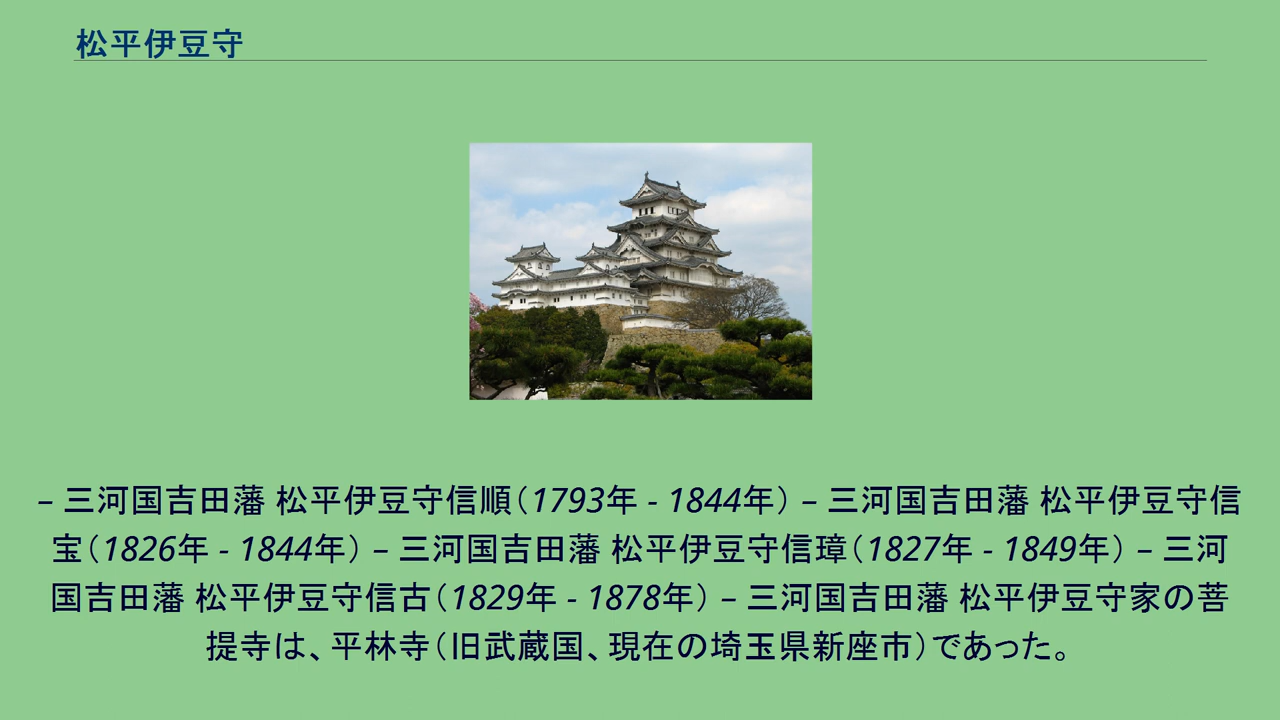 松平伊豆守
– 三河国吉田藩 松平伊豆守信順（1793年 - 1844年） – 三河国吉田藩 松平伊豆守信
宝（1826年 - 1844年） – 三河国吉田藩 松平伊豆守信璋（1827年 - 1849年） – 三河
国吉田藩 松平伊豆守信古（1829年 - 1878年） – 三河国吉田藩 松平伊豆守家の菩
提寺は、平林寺（旧武蔵国、現在の埼玉県新座市）であった。